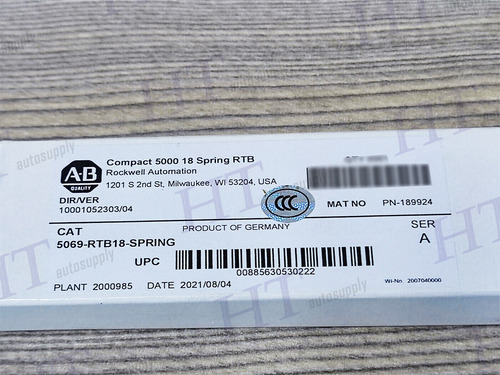 Compact 5000 18 Spring RTB
Rockwell Automation
1201 S 2nd St, Milwaukee, WI 53204, USA
A-B
QUALITY
DIR/VER
10001052303/04
CCC
MAT NO PN-189924
CAT
PRODUCT OF GERMANY
SER
5069-RTB18-SPRING
A
UPC
00885630530222
PLANT 2000985 DATE 2021/08/04
Wi-Nr. 2007040000
HT
autosupply